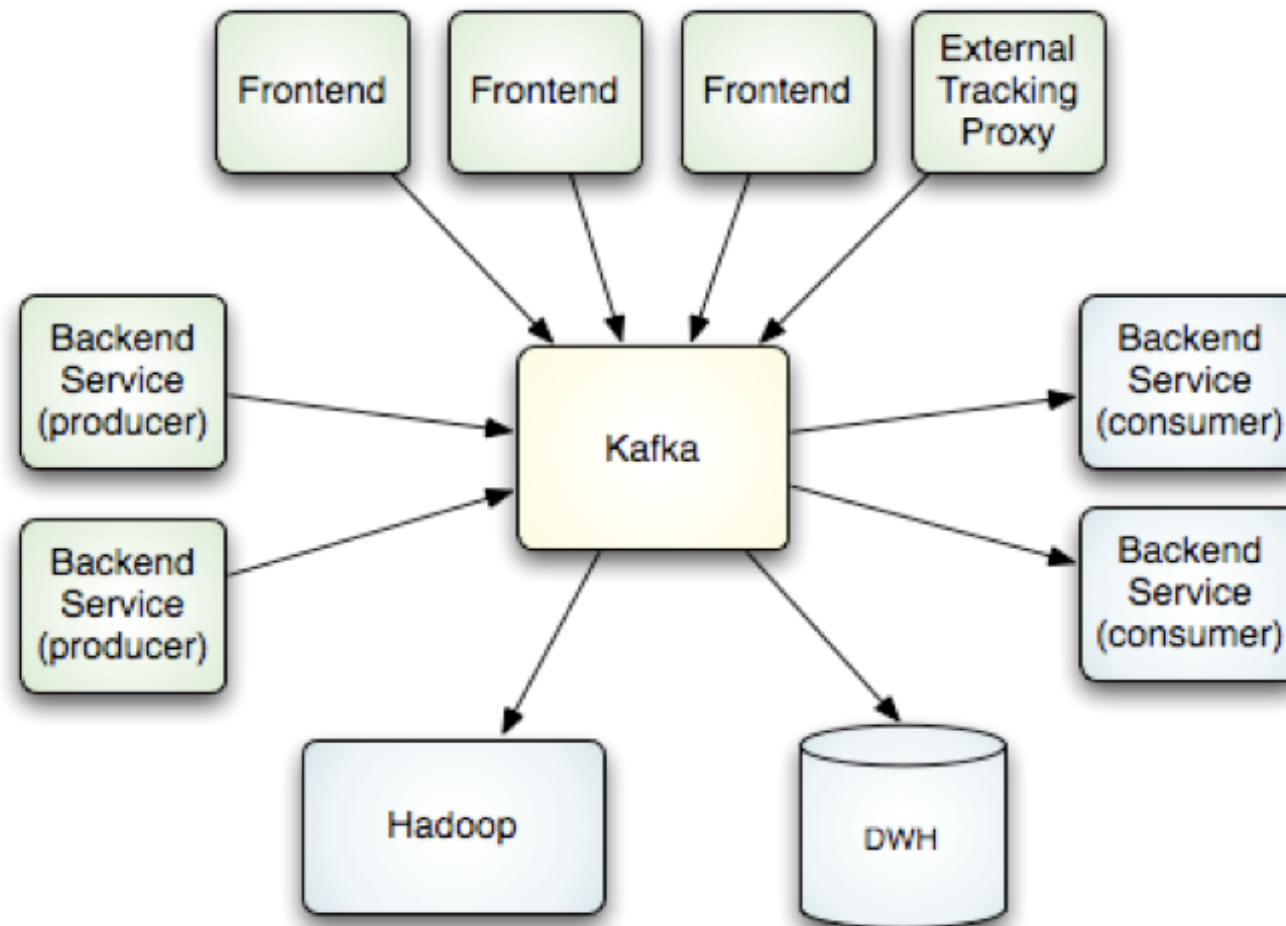 Frontend
Frontend
Frontend
External
Tracking
Proxy
Backend
Service
(producer)
Kafka
Backend
Service
(consumer)
Backend
Service
(producer)
Backend
Service
(consumer)
Hadoop
DWH